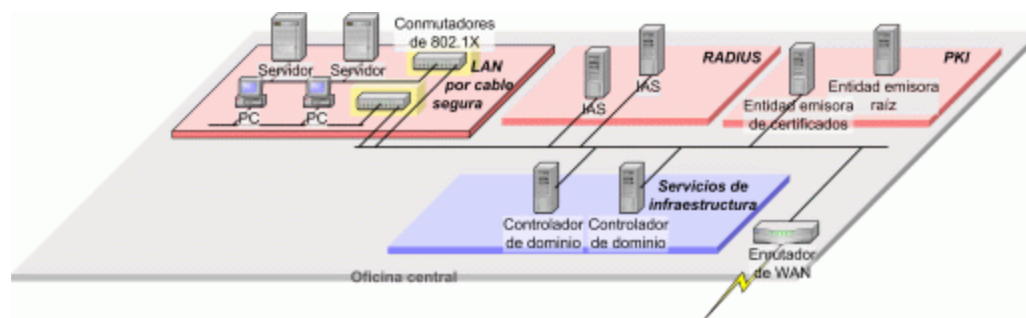 Conmutadores
de 802.1X
Servidor
Servidor
LAN
por cable
segura
PC
PC
RADIUS
IAS
IAS
PKI
Entidad emisora
raíz
Entidad emisora
de certificados
Servicios de
infraestructura
Controlador
de dominio
Controlador
de dominio
Enrutador
de WAN
Oficina central